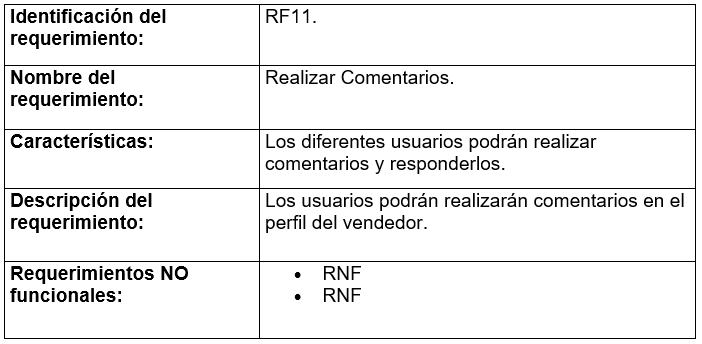 Identificación del
requerimiento:
RF11.
Nombre del
requerimiento:
Realizar Comentarios.
Características:
Los diferentes usuarios podrán realizar
comentarios y responderlos.
Descripción del
requerimiento:
Los usuarios podrán realizarán comentarios en el
perfil del vendedor.
Requerimientos NO
funcionales:
• RNF
• RNF